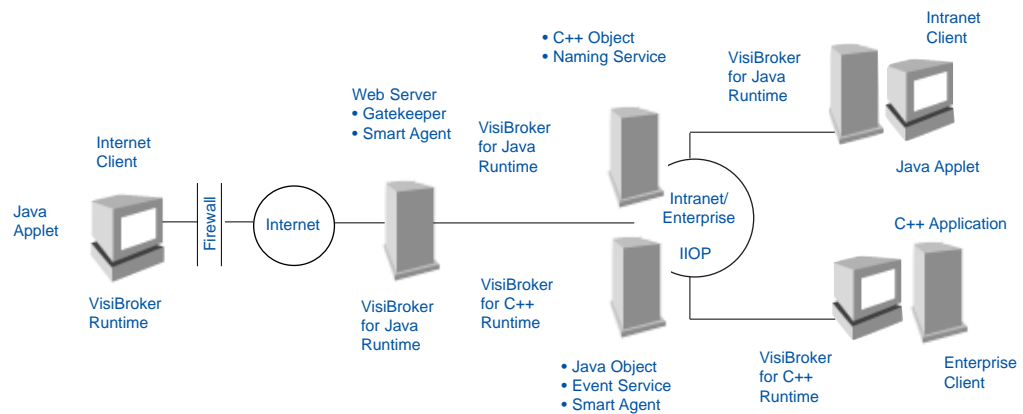 Java
Applet
Internet
Client
VisiBroker
Runtime
Firewall
Internet
Web Server
• Gatekeeper
• Smart Agent
VisiBroker
for Java
Runtime
VisiBroker
for Java
Runtime
VisiBroker
for C++
Runtime
• C++ Object
• Naming Service
• Java Object
• Event Service
• Smart Agent
Intranet/
Enterprise
IIOP
VisiBroker
for Java
Runtime
Intranet
Client
Java Applet
C++ Application
VisiBroker
for C++
Runtime
Enterprise
Client